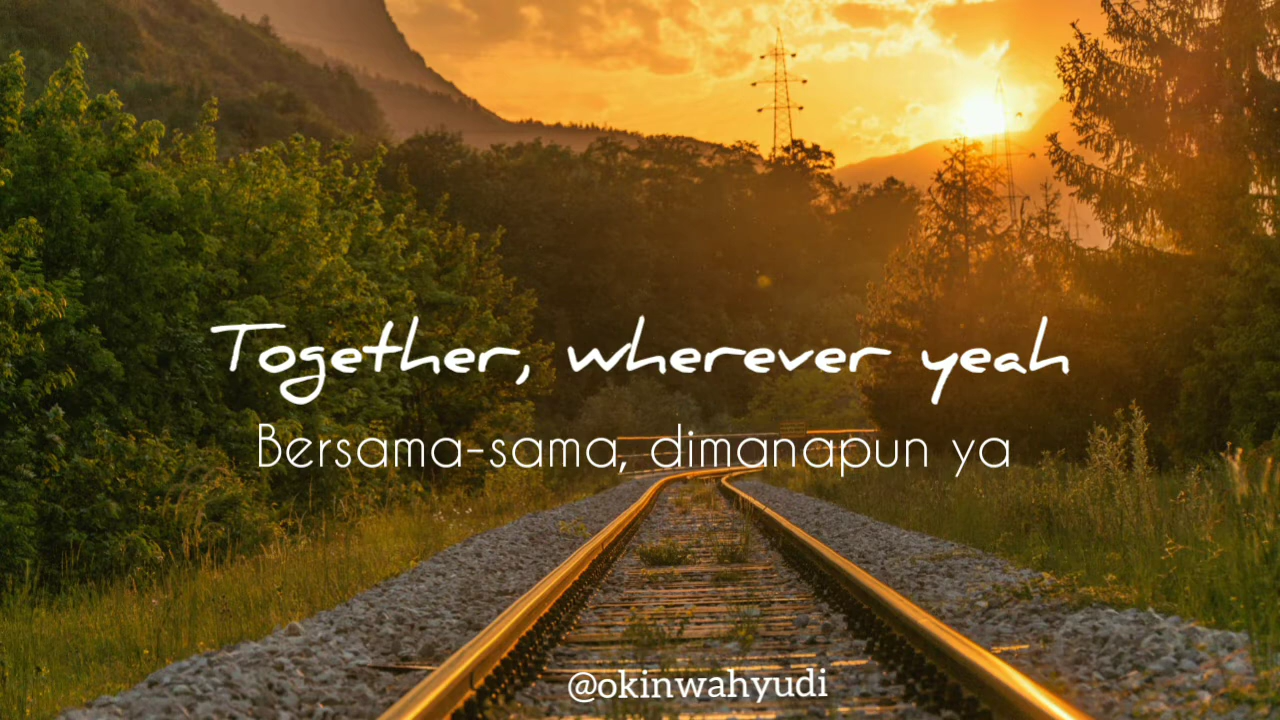 Together, wherever yeah
Bersama-sama, dimanapun ya
@okinwahyudi